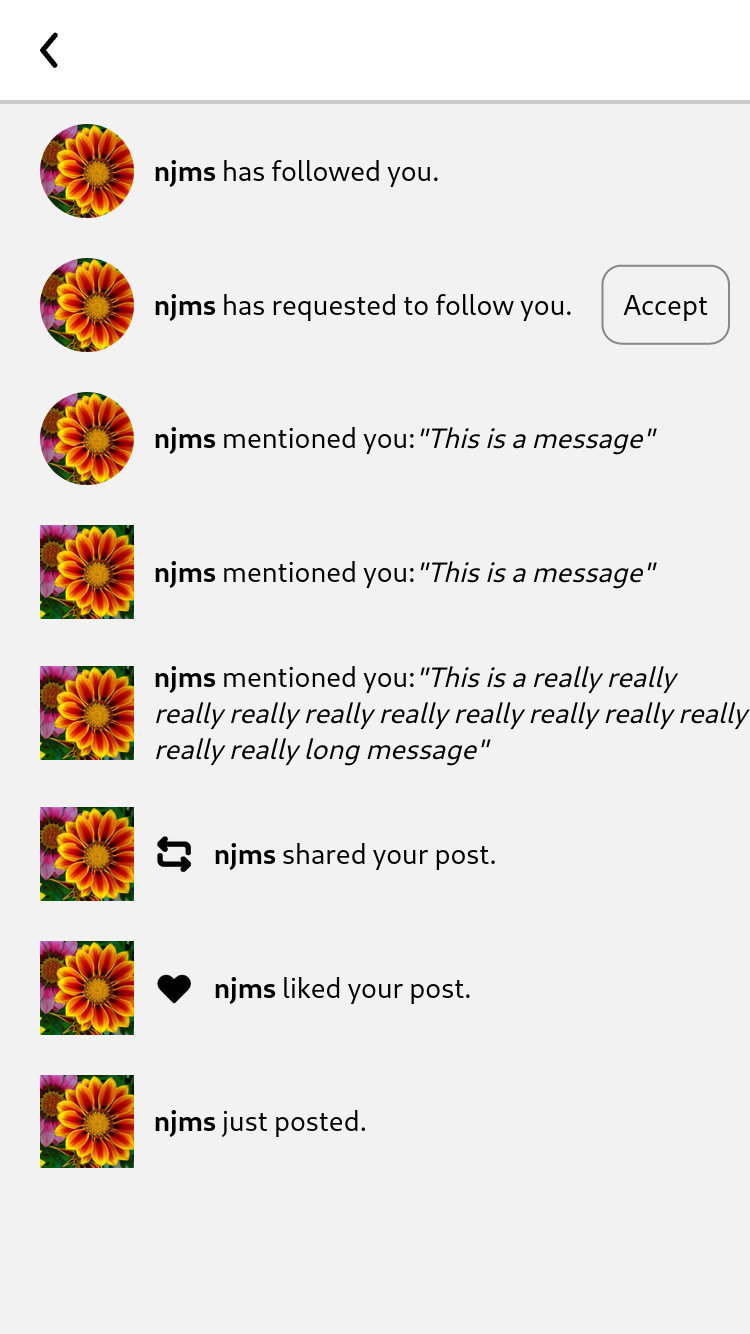 njms has followed you.
njms has requested to follow you. Accept
njms mentioned you:"This is a message"
njms mentioned you:"This is a message"
njms mentioned you:"This is a really really
really really really really really really really really
really really long message"
njms shared your post.
njms liked your post.
njms just posted.